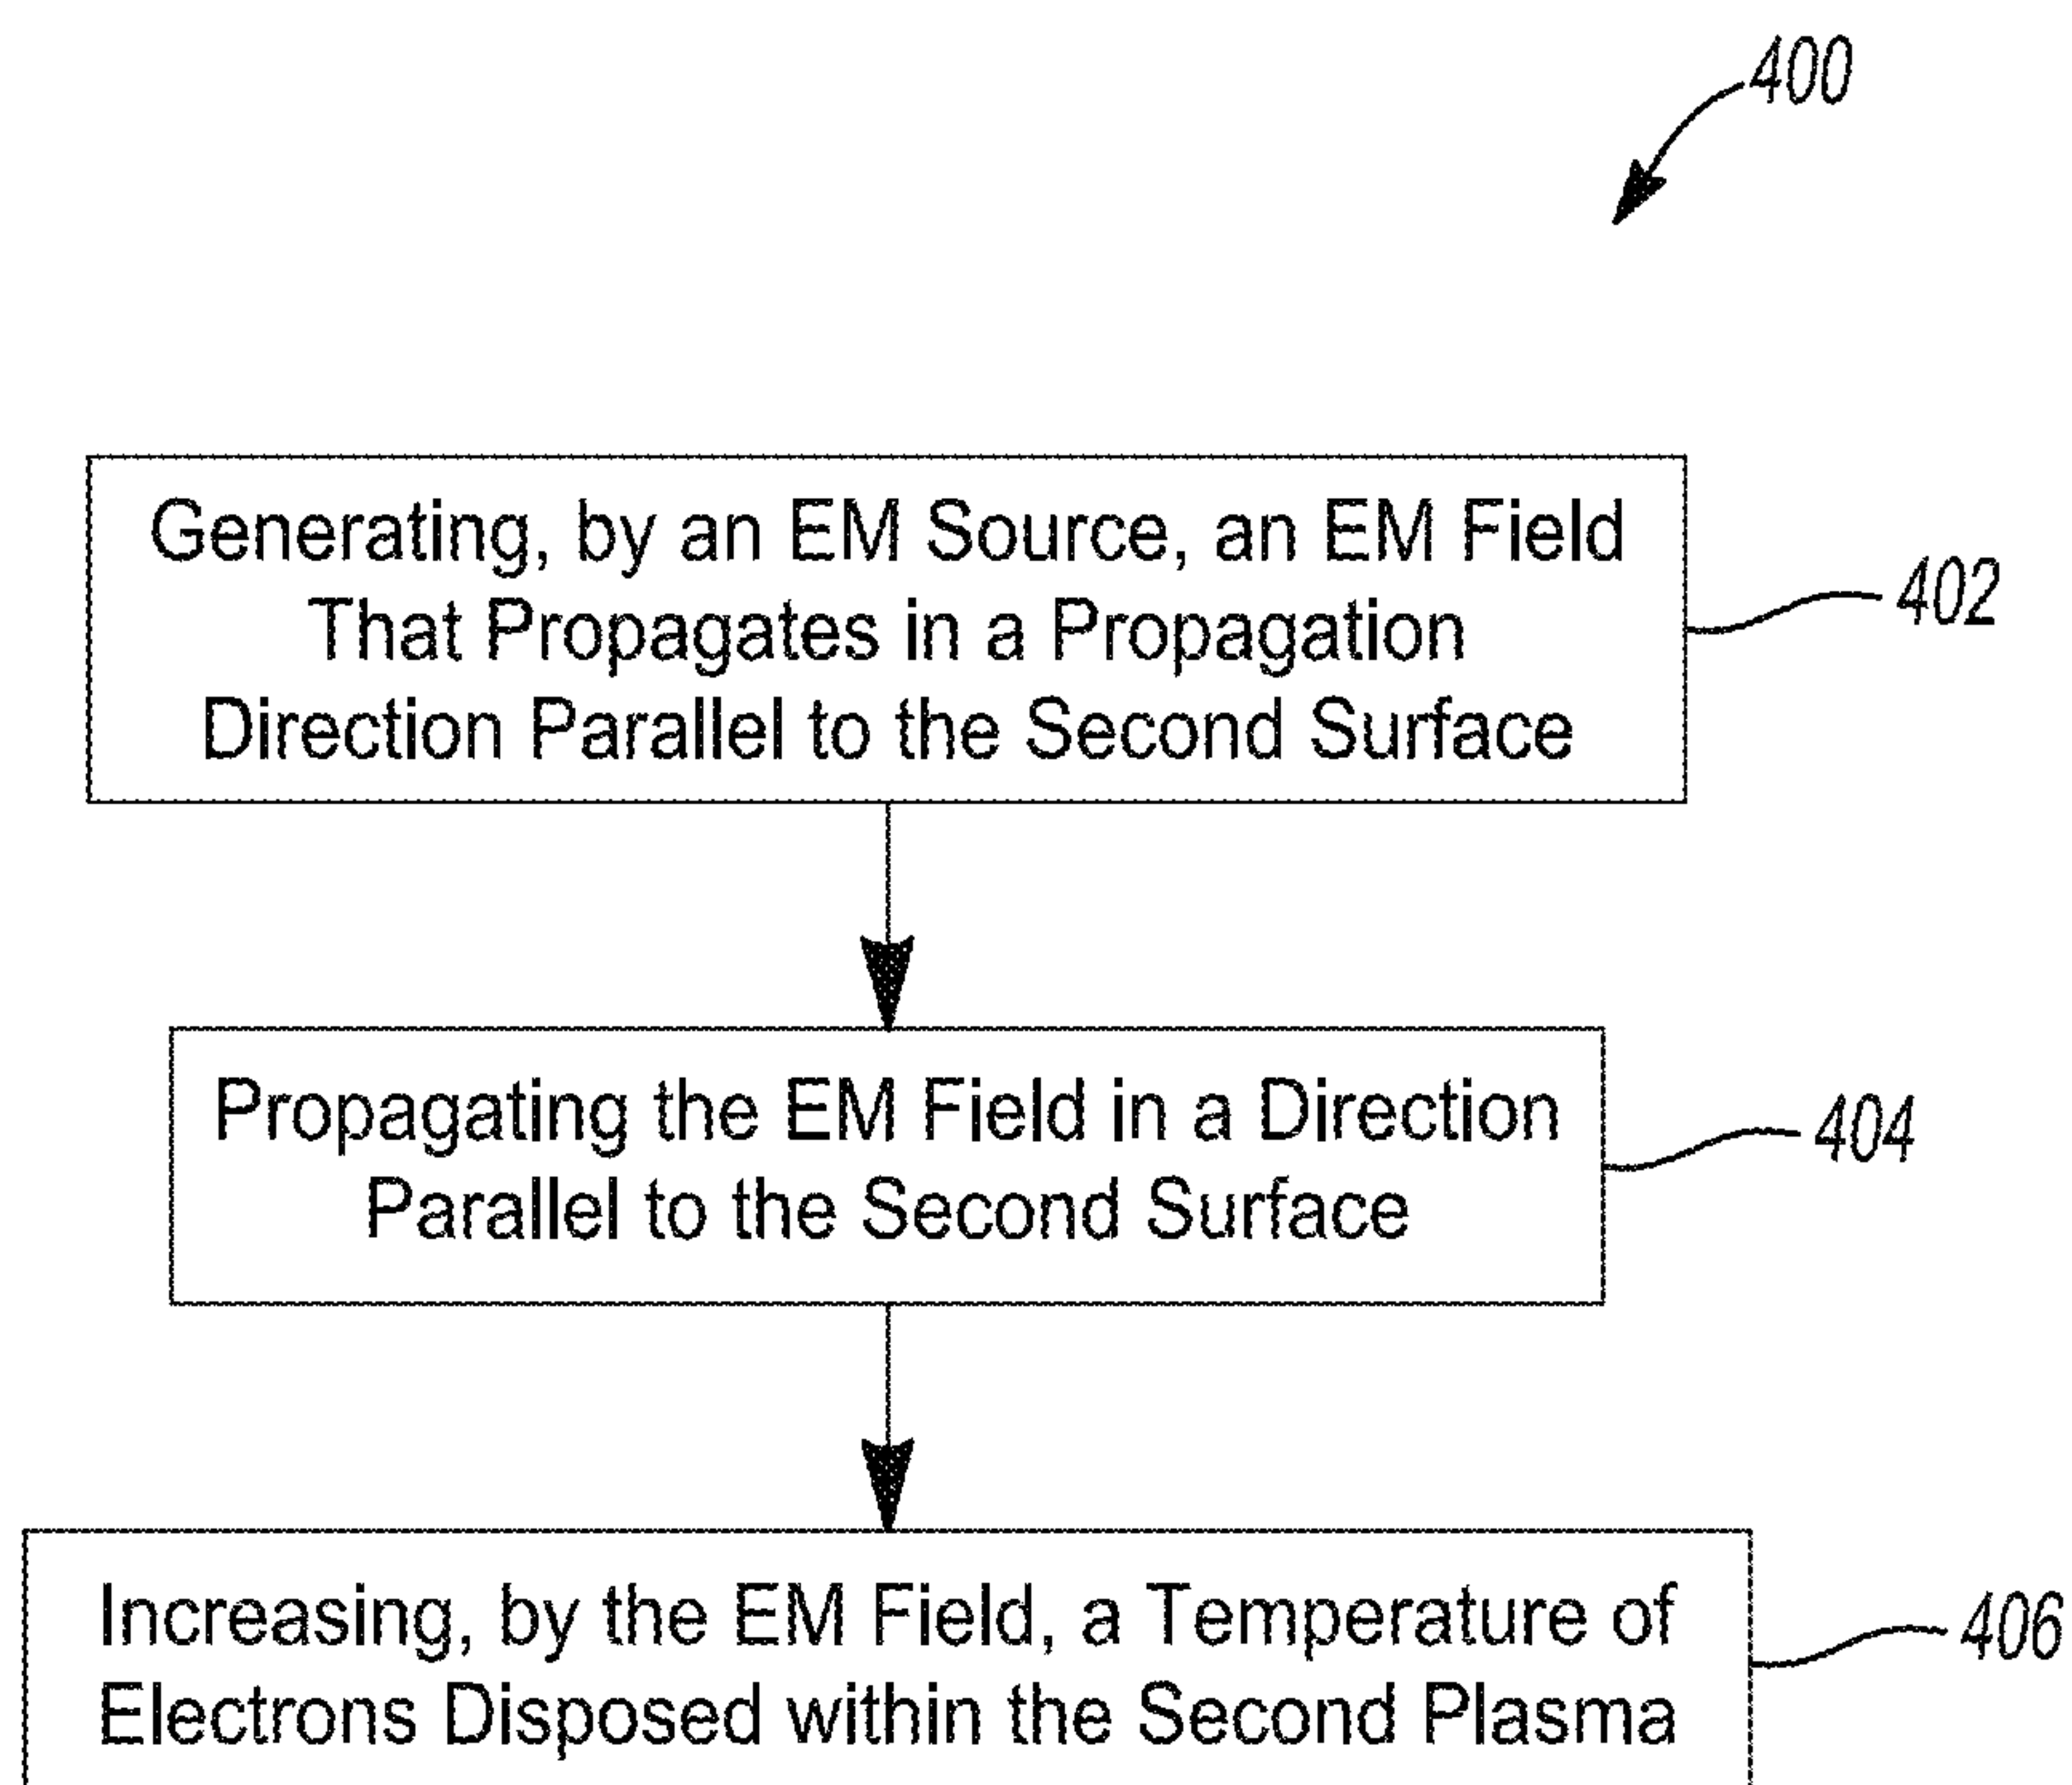 400
Generating, by an EM Source, an EM Field
That Propagates in a Propagation
Direction Parallel to the Second Surface
402
Propagating the EM Field in a Direction
Parallel to the Second Surface
404
Increasing, by the EM Field, a Temperature of
Electrons Disposed within the Second Plasma
406